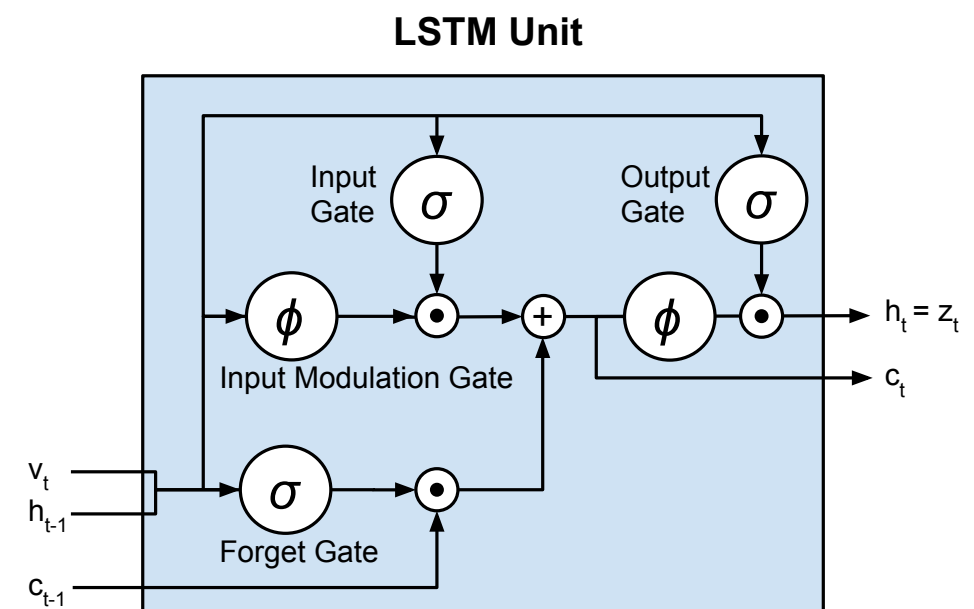 LSTM Unit
Input
Gate
σ
Output
Gate
σ
ϕ
ϕ
+
h_t = z_t
Input Modulation Gate
c_t
v_t
h_t-1
σ
Forget Gate
c_t-1